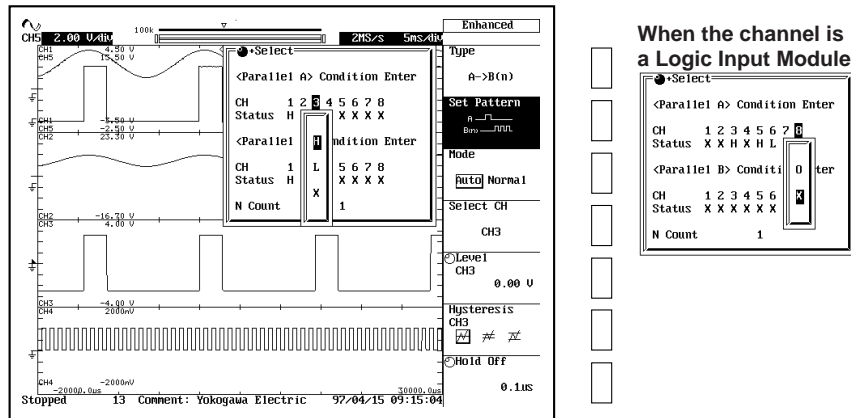 CH5 2.00 V/div
100k
2MS/s 5ms/div
CH1 4.50 V
CH5 15.50 V
CH1 -3.50 V
CH5 -2.50 V
CH2 23.30 V
CH2 -16.70 V
CH3 4.00 V
CH3 -4.00 V
CH4 2000mV
CH4 -2000mV
-20000.0us 30000.0us
Stopped 13 Comment: Yokogawa Electric 97/04/15 09:15:04
+Select
<Parallel A> Condition Enter
CH 1 2 3 4 5 6 7 8
Status H X X X X
<Parallel ndition Enter
CH 1 5 6 7 8
Status H X X X X
N Count 1
H
L
X
Enhanced
Type
A->B(n)
Set Pattern
A
B(n)
Mode
Auto Normal
Select CH
CH3
Level
CH3
0.00 V
Hysteresis
CH3
Hold Off
0.1us
When the channel is
a Logic Input Module
+Select
<Parallel A> Condition Enter
CH 1 2 3 4 5 6 7 8
Status X X H X H L
<Parallel B> Conditi ter
CH 1 2 3 4 5 6
Status X X X X X X
N Count 1
O
X